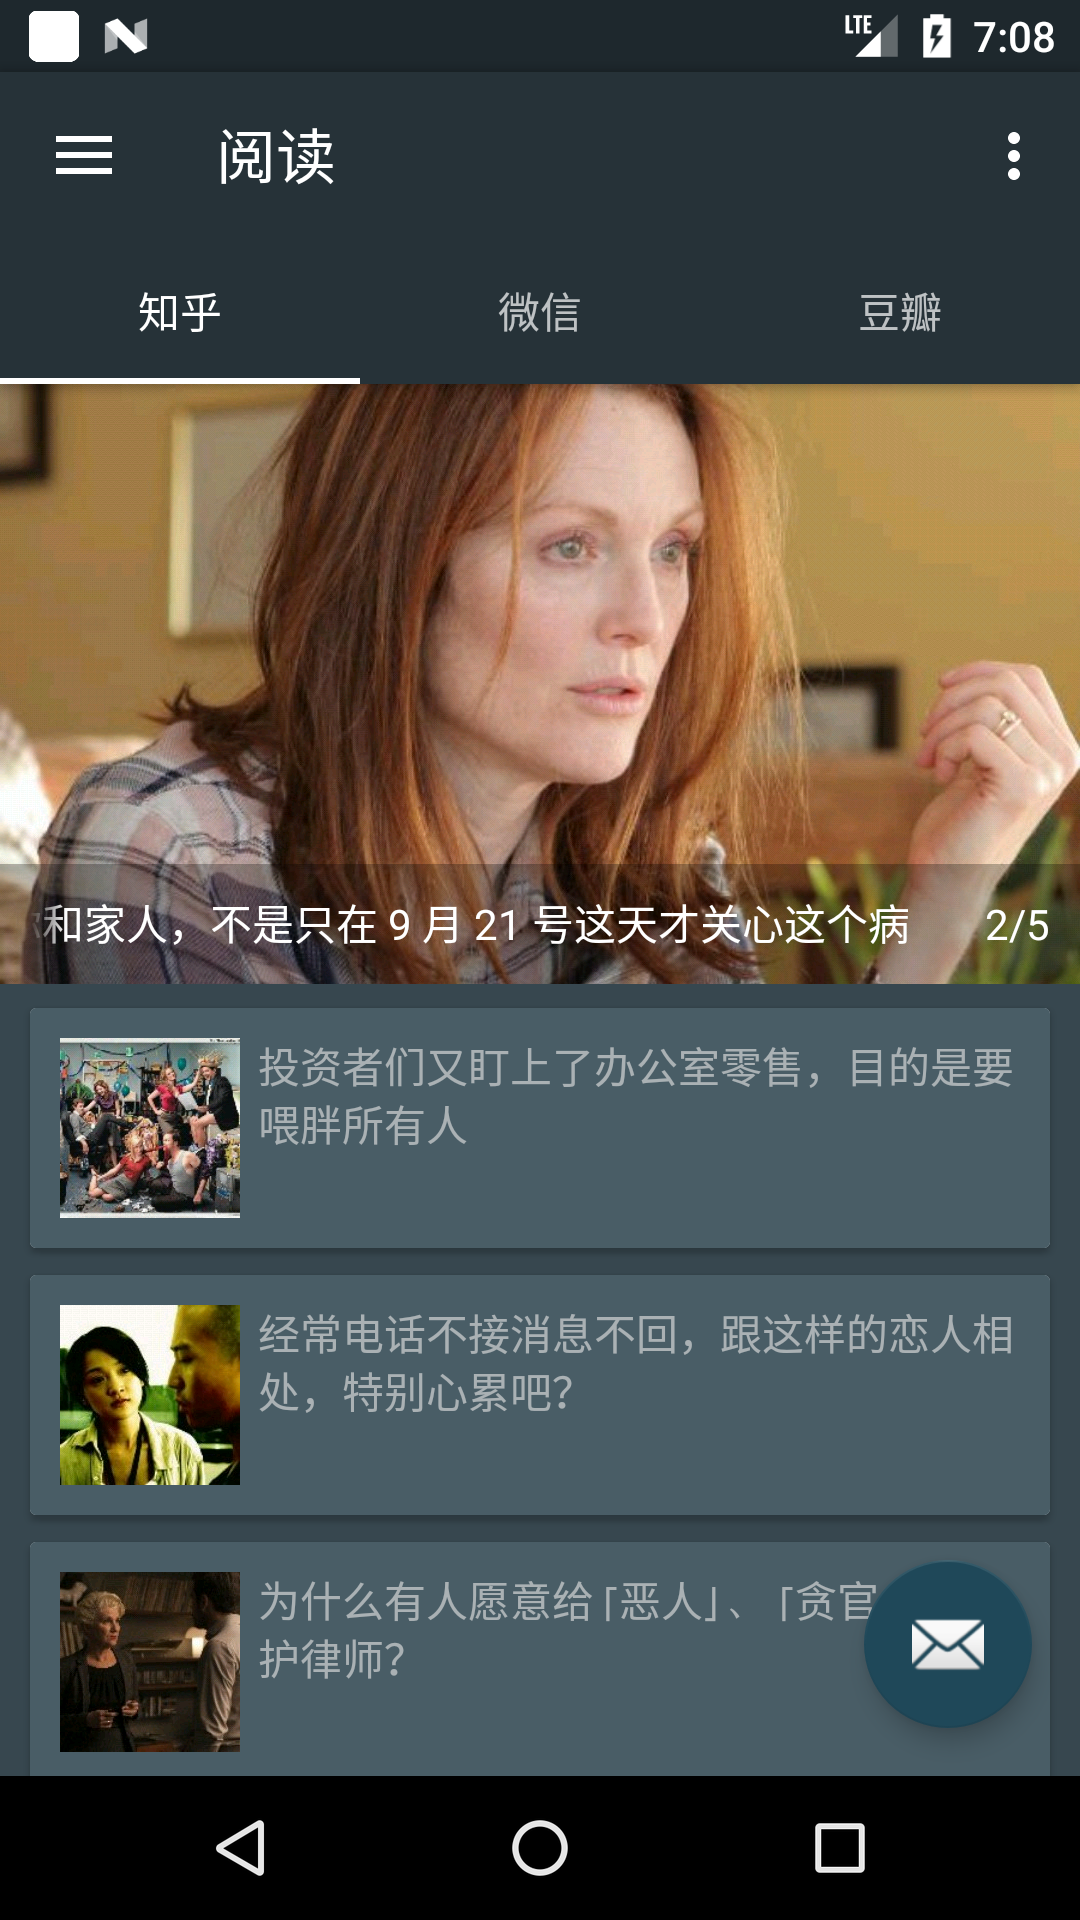 LTE 7:08
阅读
知乎 微信 豆瓣
和家人，不是只在 9 月 21 号这天才关心这个病 2/5
投资者们又盯上了办公室零售，目的是要
喂胖所有人
经常电话不接消息不回，跟这样的恋人相
处，特别心累吧？
为什么有人愿意给「恶人」、「贪官
护律师？